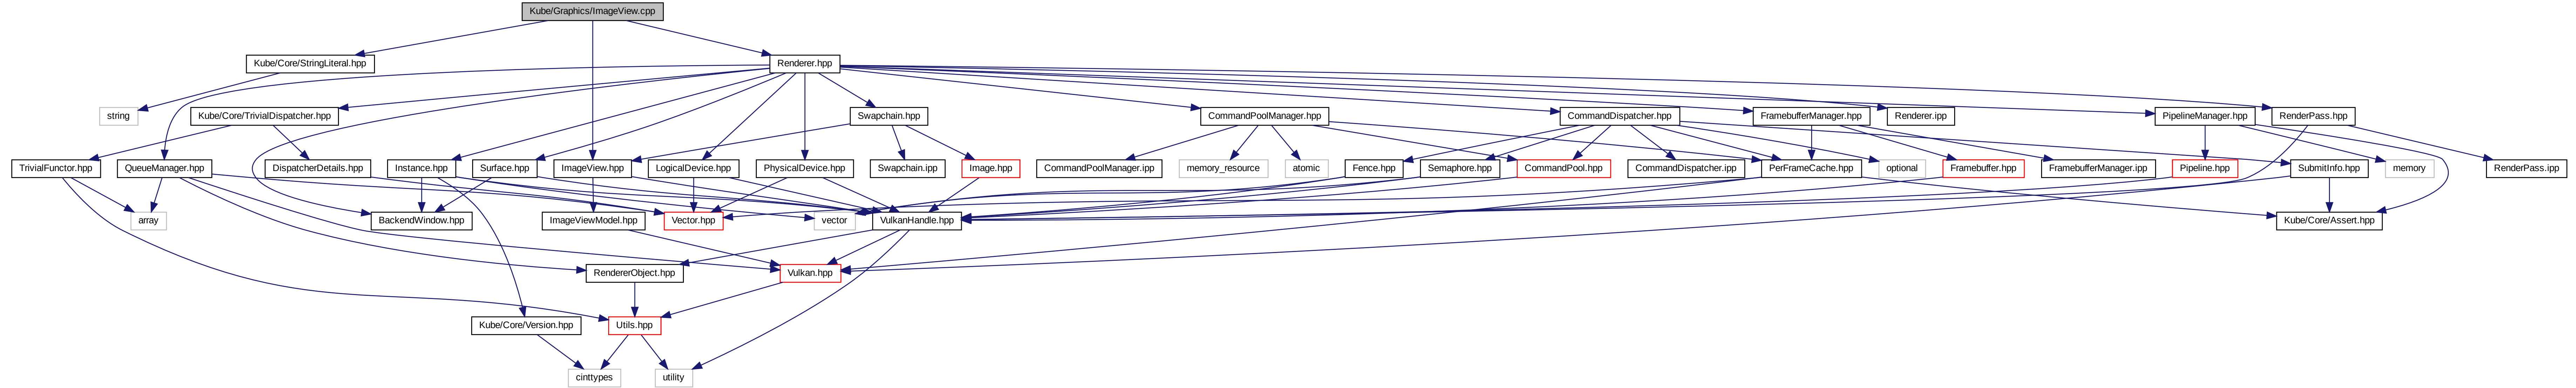 Kube/Graphics/ImageView.cpp
Kube/Core/StringLiteral.hpp
Renderer.hpp
string
Kube/Core/TrivialDispatcher.hpp
Swapchain.hpp
CommandPoolManager.hpp
CommandDispatcher.hpp
FramebufferManager.hpp
Renderer.ipp
PipelineManager.hpp
RenderPass.hpp
TrivialFunctor.hpp
QueueManager.hpp
DispatcherDetails.hpp
Instance.hpp
Surface.hpp
ImageView.hpp
LogicalDevice.hpp
PhysicalDevice.hpp
Swapchain.ipp
Image.hpp
CommandPoolManager.ipp
memory_resource
atomic
Fence.hpp
Semaphore.hpp
CommandPool.hpp
CommandDispatcher.ipp
PerFrameCache.hpp
optional
Framebuffer.hpp
FramebufferManager.ipp
Pipeline.hpp
SubmitInfo.hpp
memory
RenderPass.ipp
array
BackendWindow.hpp
ImageViewModel.hpp
Vector.hpp
vector
VulkanHandle.hpp
Kube/Core/Assert.hpp
RendererObject.hpp
Vulkan.hpp
Kube/Core/Version.hpp
Utils.hpp
cinttypes
utility